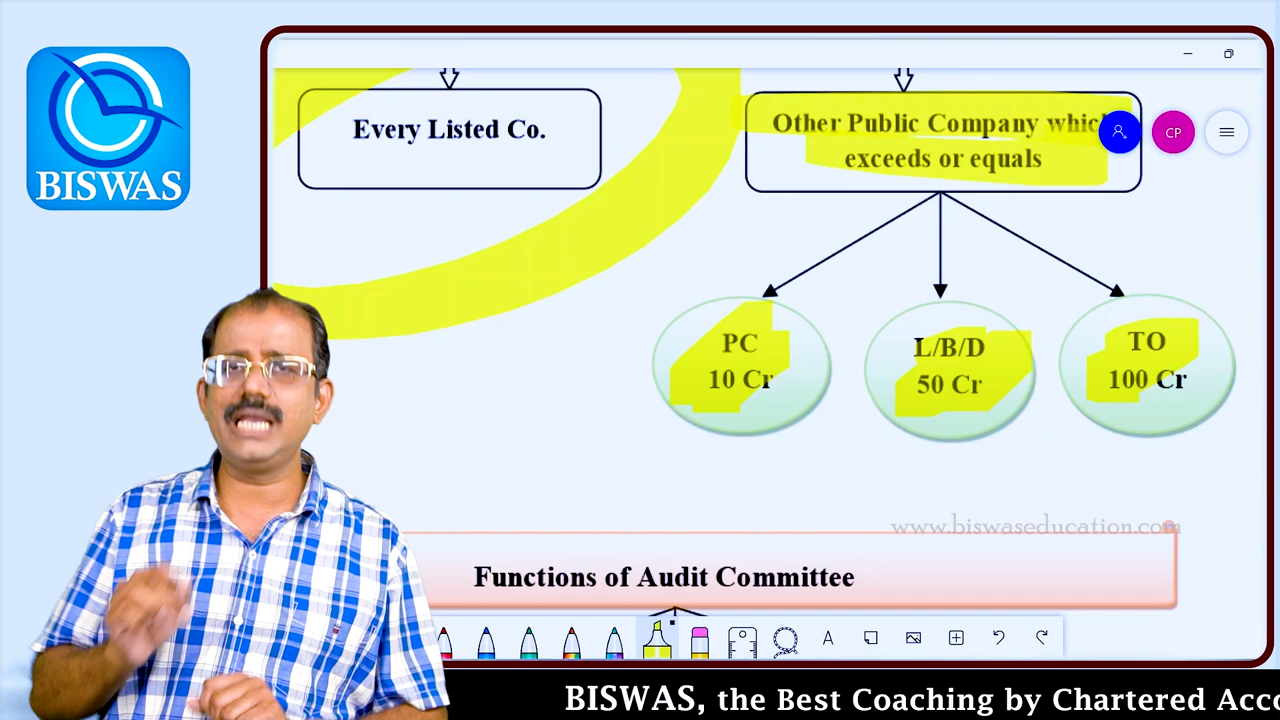 BISWAS
Every Listed Co.
Other Public Company which
exceeds or equals
CP
PC
10 Cr
L/B/D
50 Cr
TO
100 Cr
www.biswaseducation.com
Functions of Audit Committee
A
BISWAS, the Best Coaching by Chartered Acco